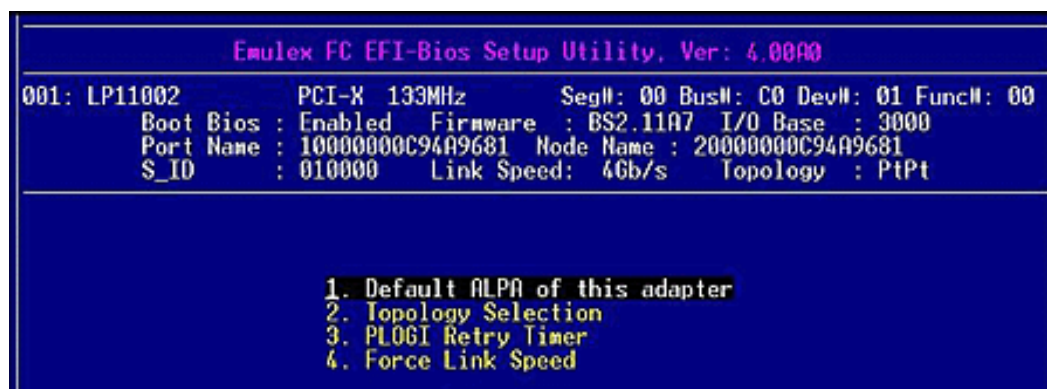 Emulex FC EFI-Bios Setup Utility, Ver: 4.00A0
001: LP11002 PCI-X 133MHz Seg#: 00 Bus#: C0 Dev#: 01 Func#: 00
Boot Bios : Enabled Firmware : BS2.11A7 I/O Base : 3000
Port Name : 10000000C94A9681 Node Name : 20000000C94A9681
S_ID : 010000 Link Speed: 4Gb/s Topology : PtPt
1. Default ALPA of this adapter
2. Topology Selection
3. PLOGI Retry Timer
4. Force Link Speed